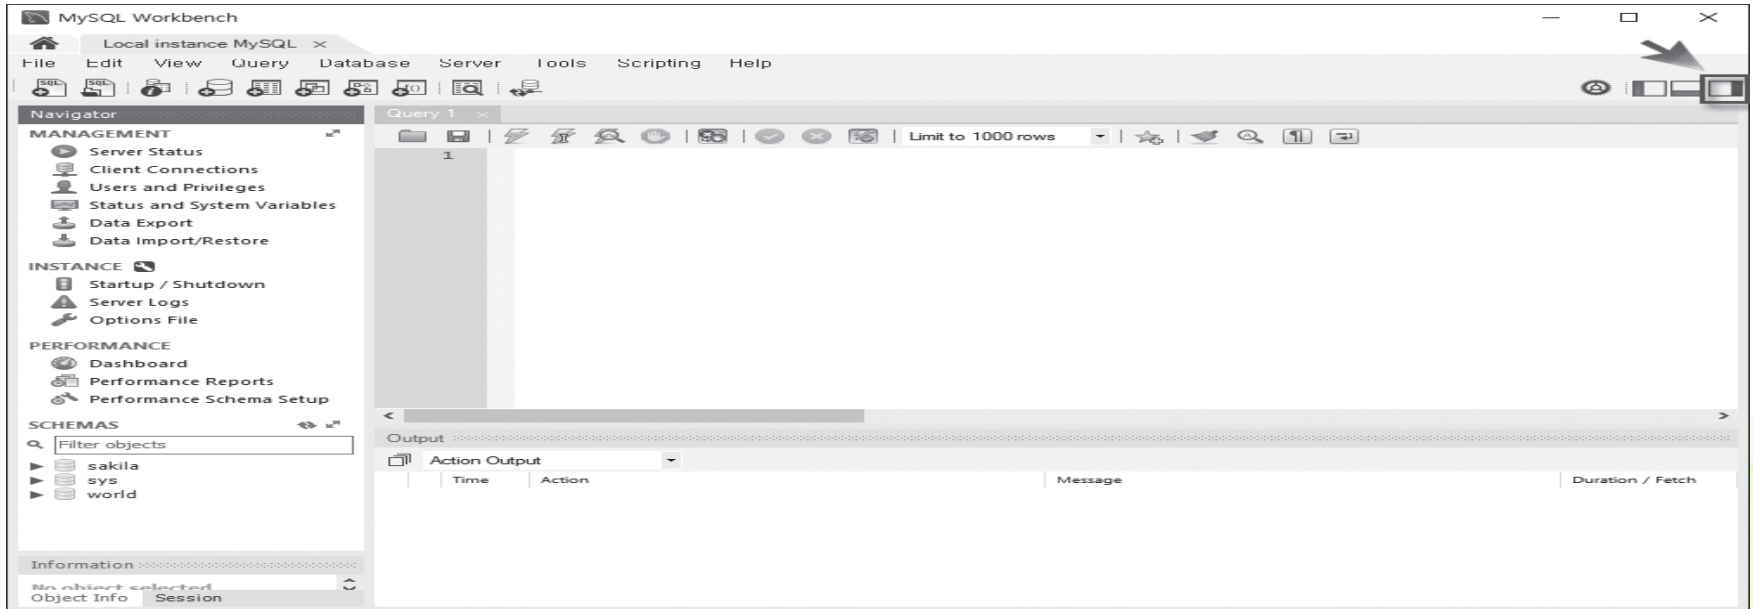 MySQL Workbench
Local instance MySQL
File Edit View Query Database Server Tools Scripting Help
Navigator
MANAGEMENT
Server Status
Client Connections
Users and Privileges
Status and System Variables
Data Export
Data Import/Restore
INSTANCE
Startup / Shutdown
Server Logs
Options File
PERFORMANCE
Dashboard
Performance Reports
Performance Schema Setup
SCHEMAS
Filter objects
sakila
sys
world
Information
No object selected
Object Info Session
Query 1
Limit to 1000 rows
1
Output
Action Output
Time Action Message Duration / Fetch